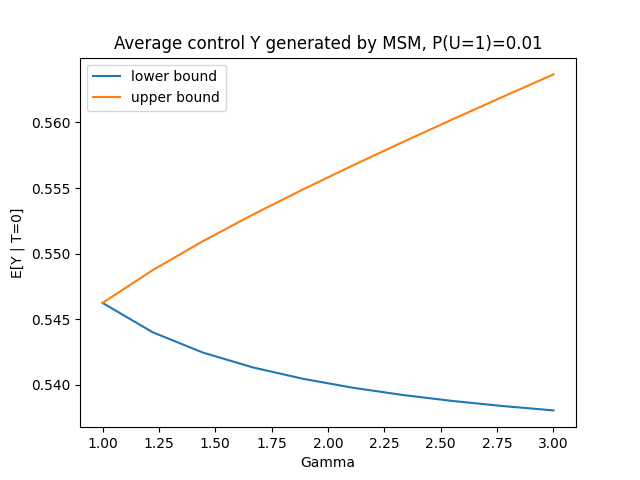 Average control Y generated by MSM, P(U=1)=0.01
lower bound
upper bound
0.560
0.555
0.550
0.545
0.540
E[Y | T=0]
1.00 1.25 1.50 1.75 2.00 2.25 2.50 2.75 3.00
Gamma